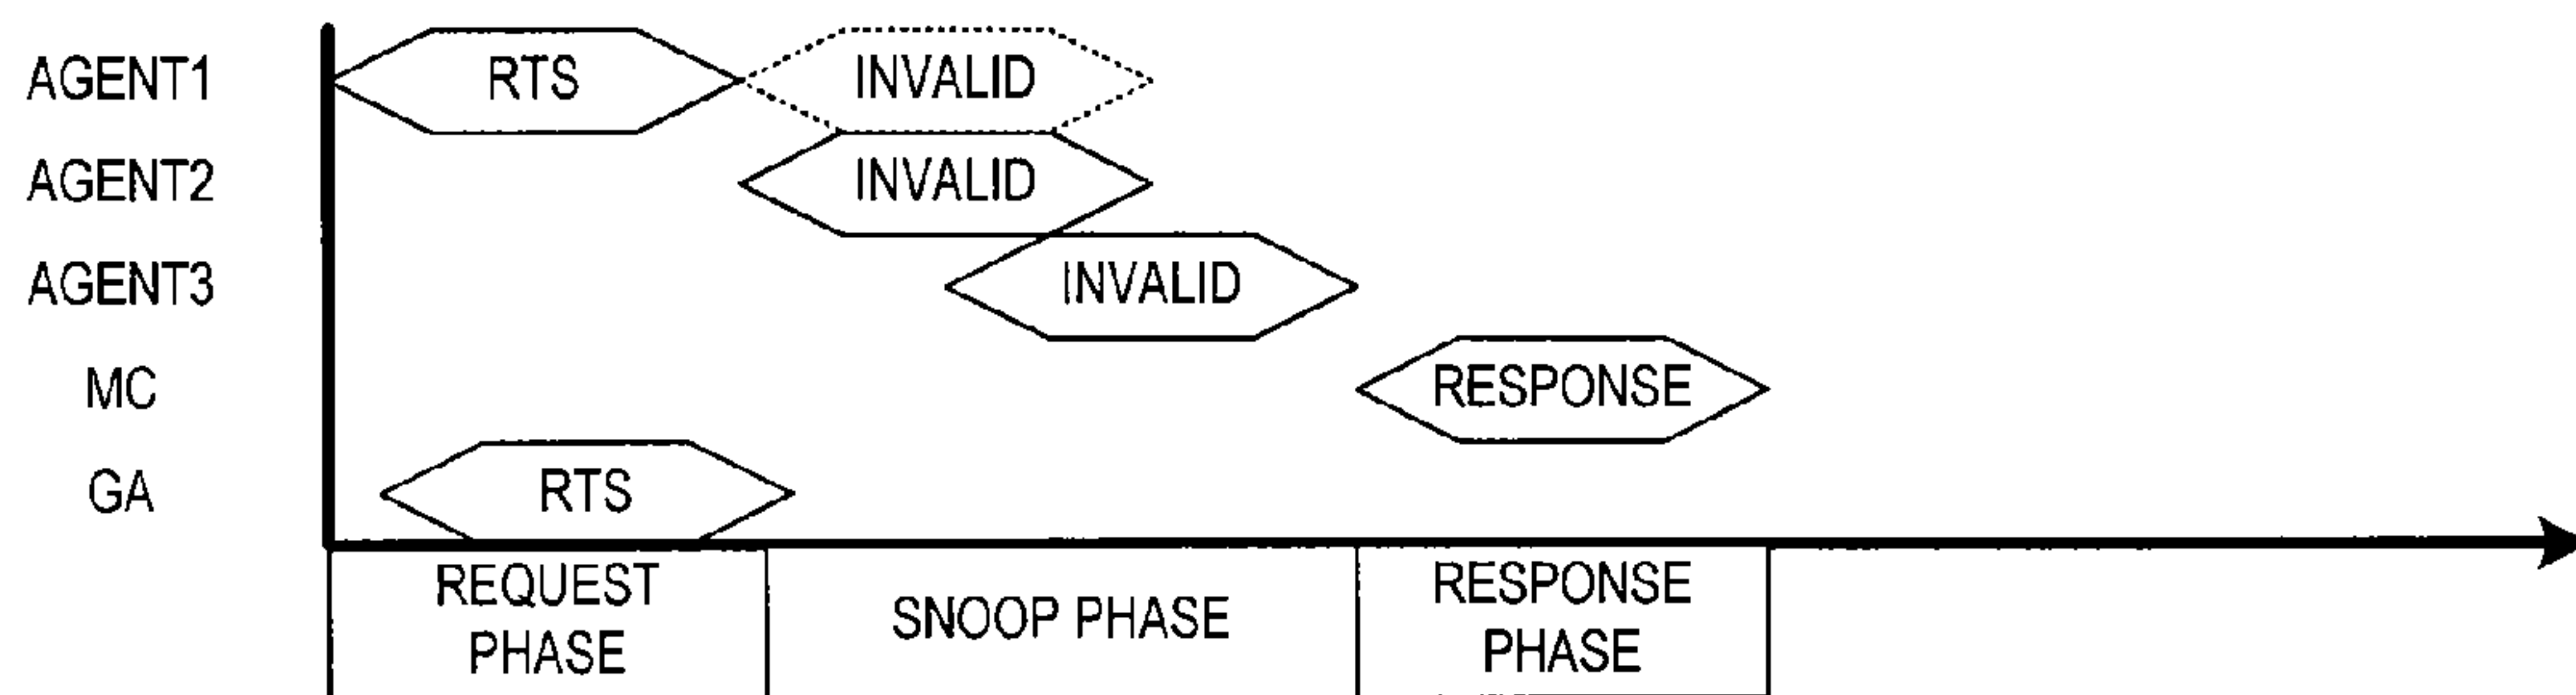 AGENT1 RTS INVALID
AGENT2 INVALID
AGENT3 INVALID
MC RESPONSE
GA RTS
REQUEST
PHASE
SNOOP PHASE
RESPONSE
PHASE